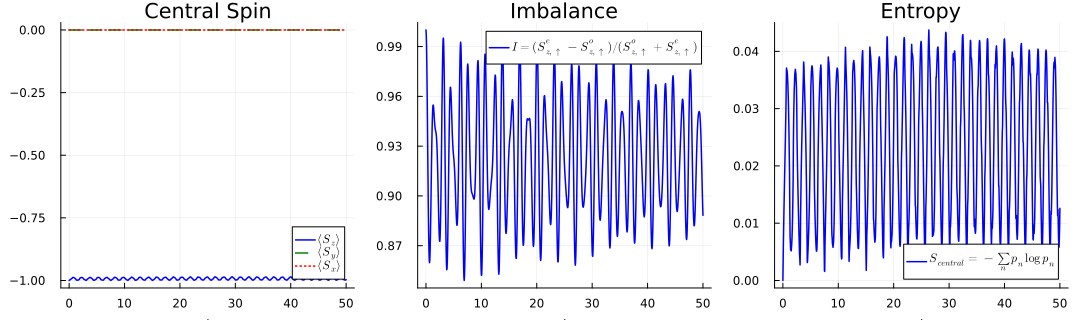 Central Spin
0.00
−0.25
−0.50
−0.75
−1.00
0 10 20 30 40 50
⟨S_z⟩
⟨S_y⟩
⟨S_x⟩
Imbalance
0.99
0.96
0.93
0.90
0.87
0 10 20 30 40 50
I = (S^e_{z,↑} − S^o_{z,↑})/(S^o_{z,↑} + S^e_{z,↑})
Entropy
0.04
0.03
0.02
0.01
0.00
0 10 20 30 40 50
S_{central} = − ∑_n p_n log p_n